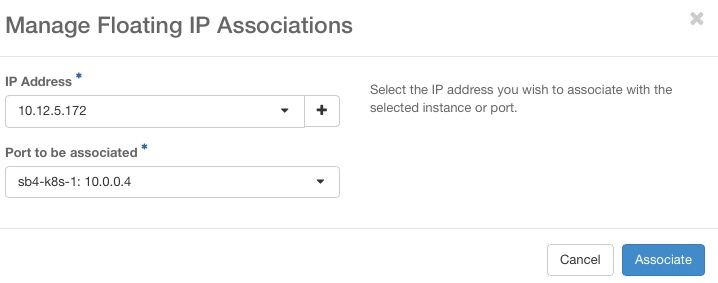 Manage Floating IP Associations
×
IP Address *
10.12.5.172
+
Select the IP address you wish to associate with the
selected instance or port.
Port to be associated *
sb4-k8s-1: 10.0.0.4
Cancel
Associate